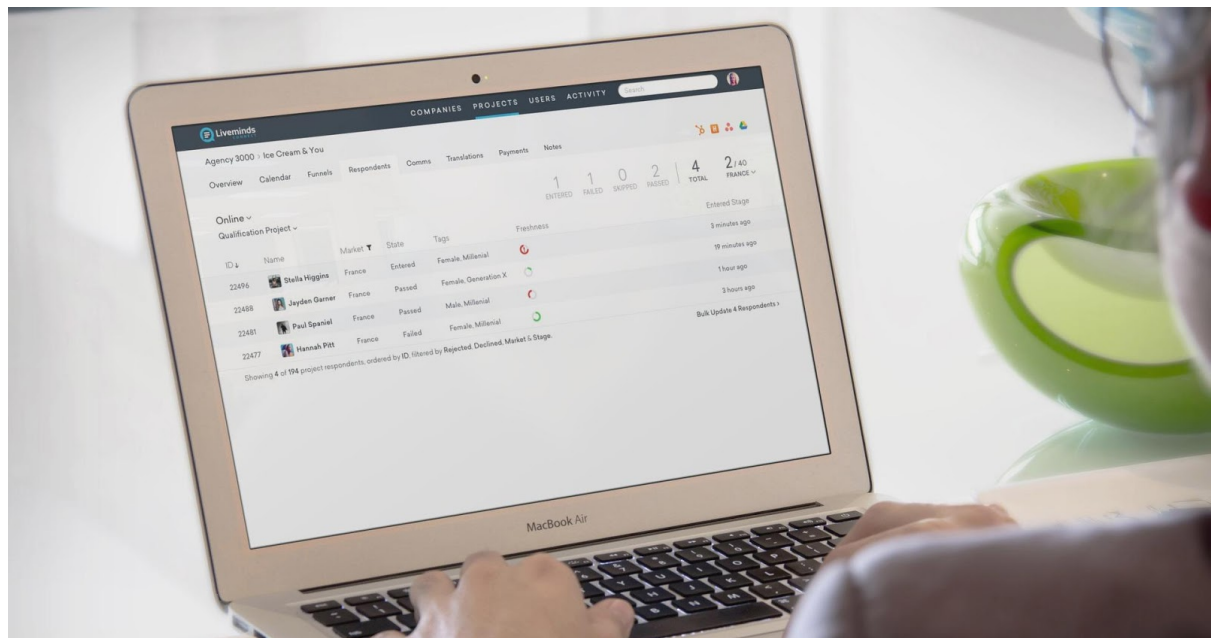 Liveminds
COMPANIES PROJECTS USERS ACTIVITY Search
Agency 3000 › Ice Cream & You
Overview Calendar Funnels Respondents Comms Translations Payments Notes
1 ENTERED 1 FAILED 0 SKIPPED 2 PASSED 4 TOTAL 2/40 FRANCE
Online
Qualification Project
ID↓ Name Market State Tags Freshness Entered Stage
22496 Stella Higgins France Entered Female, Millenial 3 minutes ago
22488 Jayden Garner France Passed Female, Generation X 19 minutes ago
22481 Paul Spaniel France Passed Male, Millenial 1 hour ago
22477 Hannah Pitt France Failed Female, Millenial 3 hours ago
Showing 4 of 194 project respondents, ordered by ID, filtered by Rejected, Declined, Market & Stage.
Bulk Update 4 Respondents ›
MacBook Air